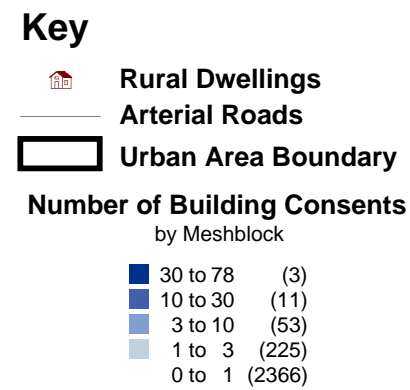 Key
Rural Dwellings
Arterial Roads
Urban Area Boundary
Number of Building Consents
by Meshblock
30 to 78 (3)
10 to 30 (11)
3 to 10 (53)
1 to 3 (225)
0 to 1 (2366)